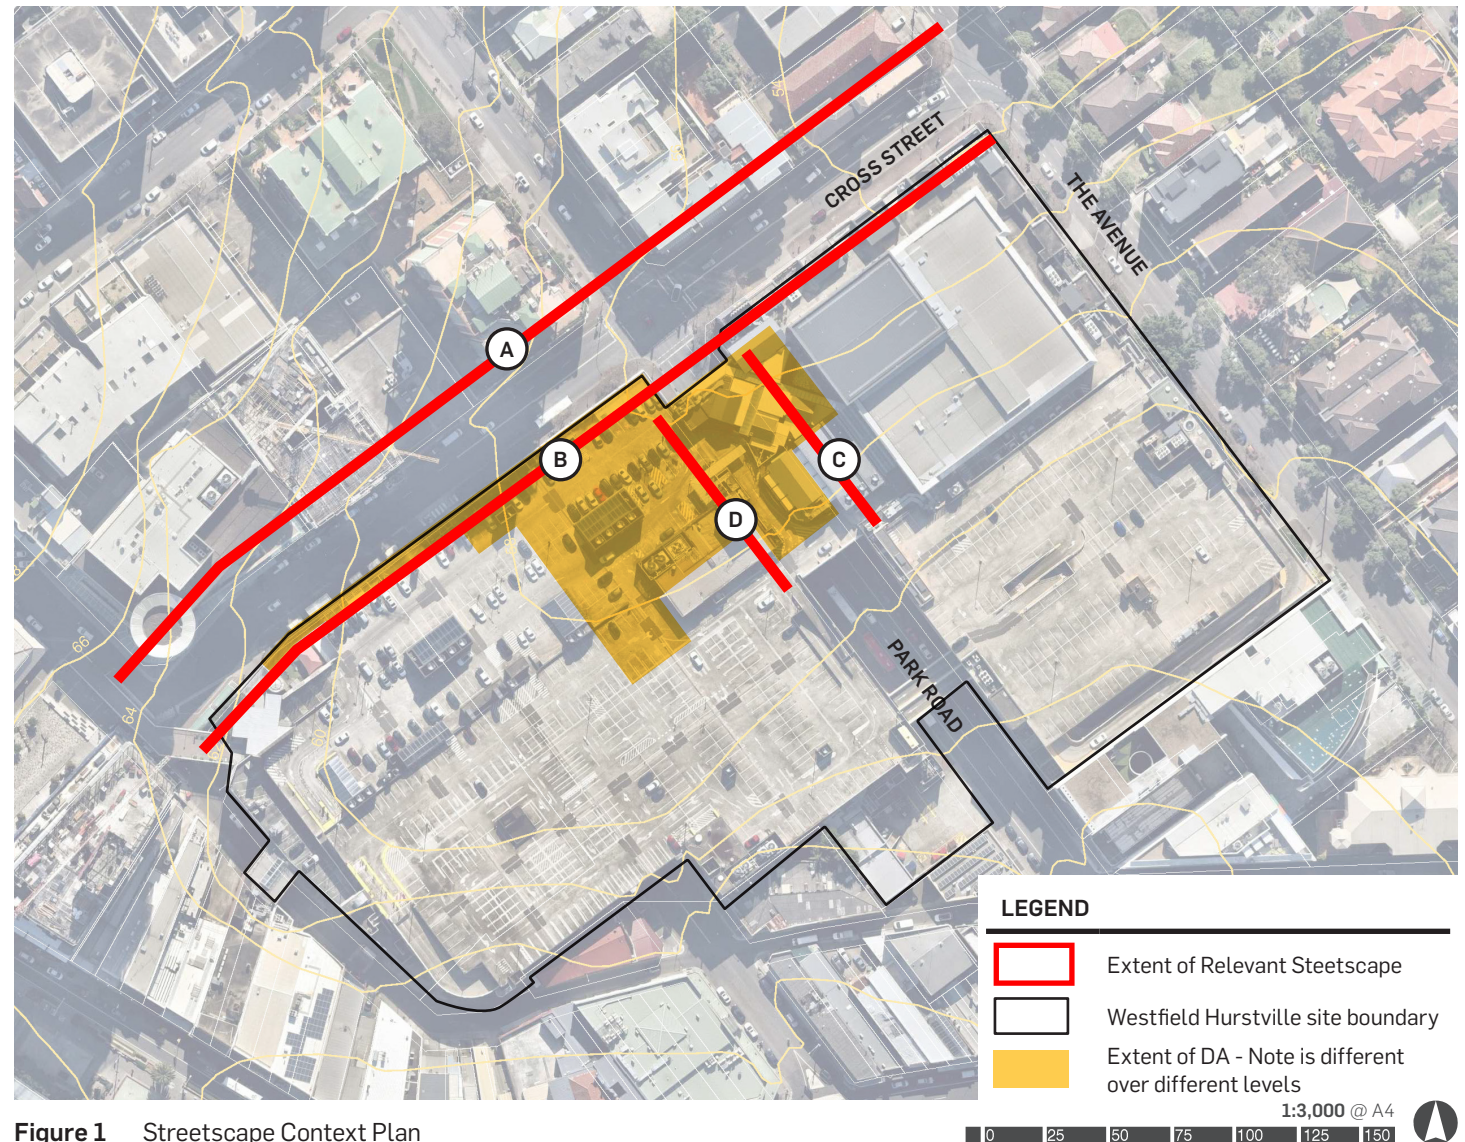 CROSS STREET
THE AVENUE
A
B
C
D
PARK ROAD
66
64
LEGEND
Extent of Relevant Steetscape
Westfield Hurstville site boundary
Extent of DA - Note is different
over different levels
1:3,000 @ A4
0 25 50 75 100 125 150
Figure 1 Streetscape Context Plan